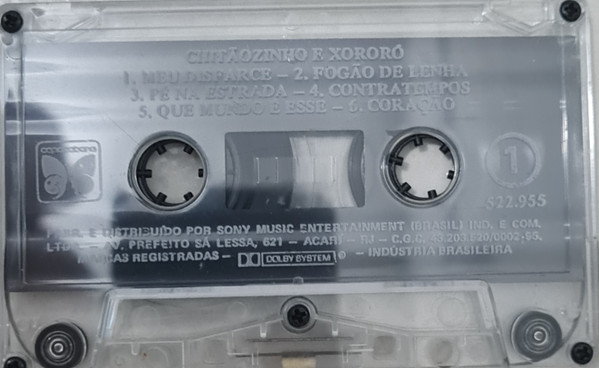 CHITÃOZINHO E XORORÓ
1. MEU DISFARCE – 2. FOGÃO DE LENHA
3. PÉ NA ESTRADA – 4. CONTRATEMPOS
5. QUE MUNDO É ESSE – 6. CORAÇÃO
copacabana
1
522.955
FABR. E DISTRIBUÍDO POR SONY MUSIC ENTERTAINMENT (BRASIL) IND. E COM.
LTDA. – AV. PREFEITO SÁ LESSA, 621 – ACARI – RJ – C.G.C. 43.203.520/0002-65.
MARCAS REGISTRADAS – DOLBY SYSTEM ® – INDÚSTRIA BRASILEIRA